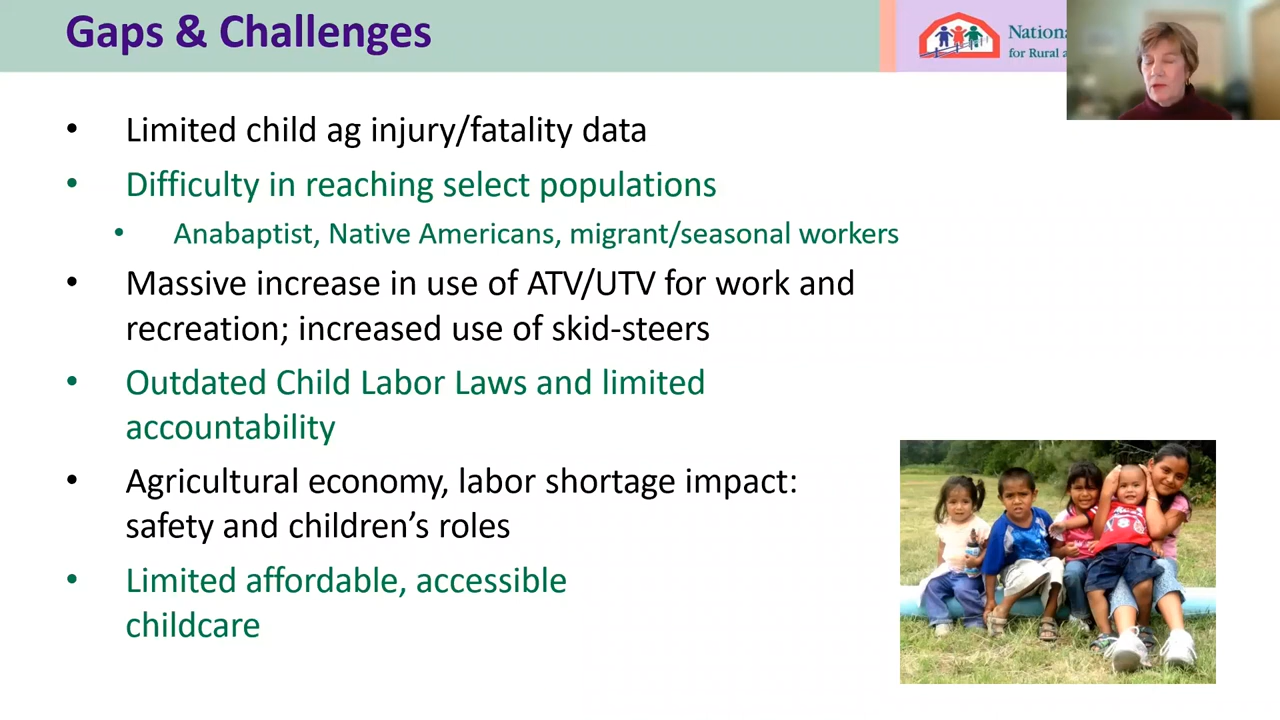 Gaps & Challenges
Nationa
for Rural a
• Limited child ag injury/fatality data
• Difficulty in reaching select populations
• Anabaptist, Native Americans, migrant/seasonal workers
• Massive increase in use of ATV/UTV for work and
recreation; increased use of skid-steers
• Outdated Child Labor Laws and limited
accountability
• Agricultural economy, labor shortage impact:
safety and children’s roles
• Limited affordable, accessible
childcare